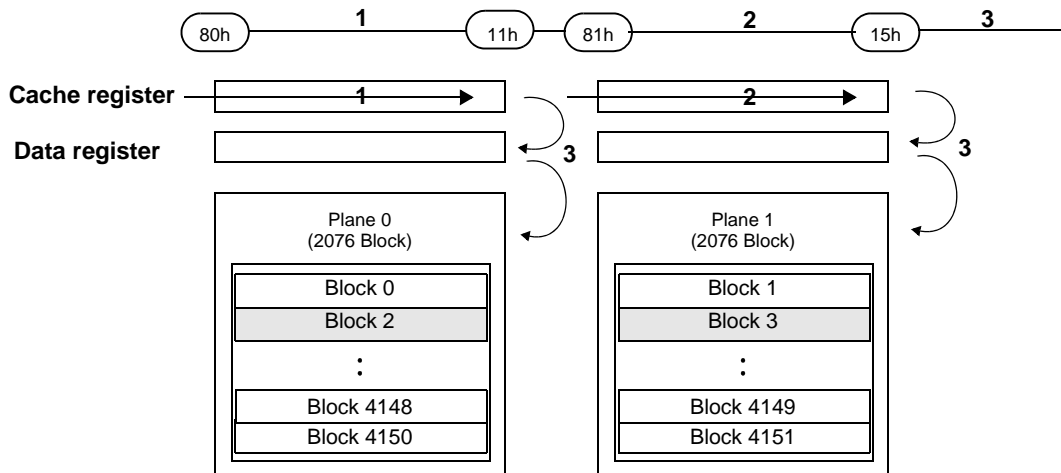 1 2 3
80h 11h 81h 15h
Cache register 1 2
Data register 3 3
Plane 0
(2076 Block)
Block 0
Block 2
:
Block 4148
Block 4150
Plane 1
(2076 Block)
Block 1
Block 3
:
Block 4149
Block 4151